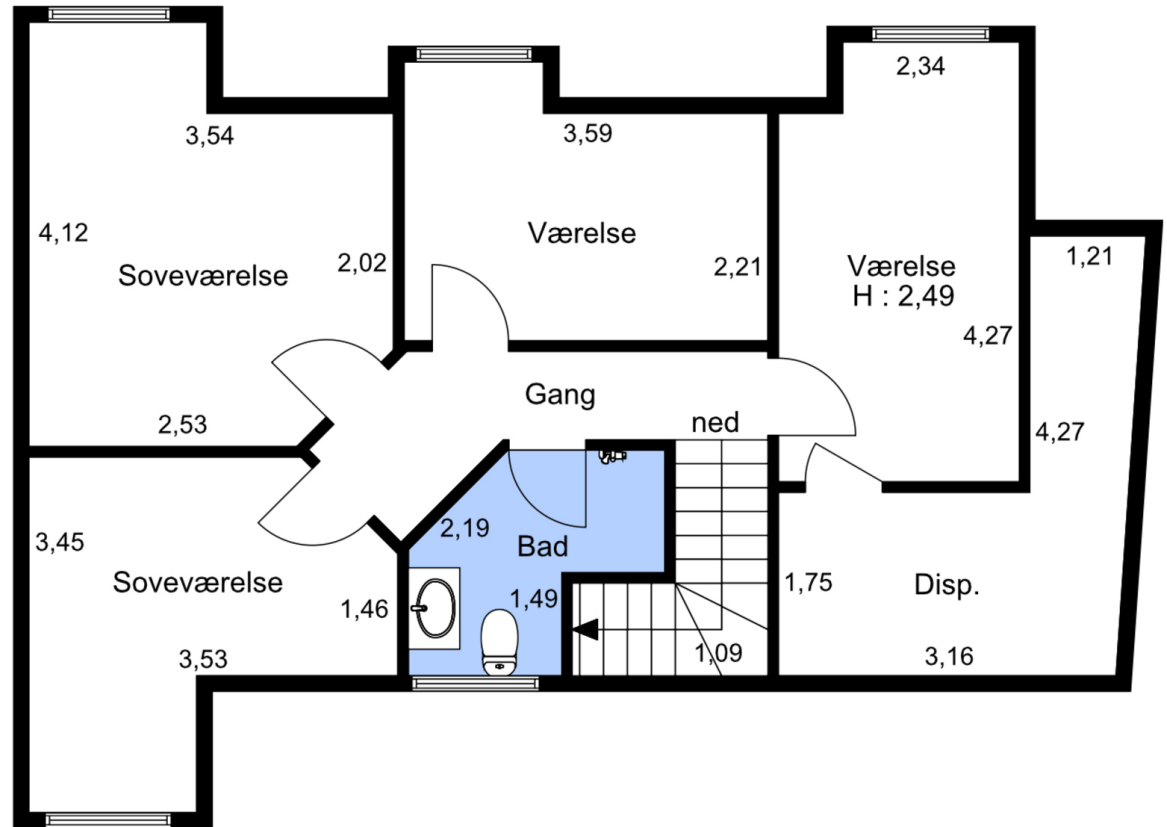 2,34
3,54
3,59
4,12
Soveværelse
2,02
Værelse
2,21
Værelse
H : 2,49
1,21
4,27
Gang
2,53
ned
4,27
3,45
2,19
Bad
Soveværelse
1,46
1,49
1,75
Disp.
3,53
1,09
3,16